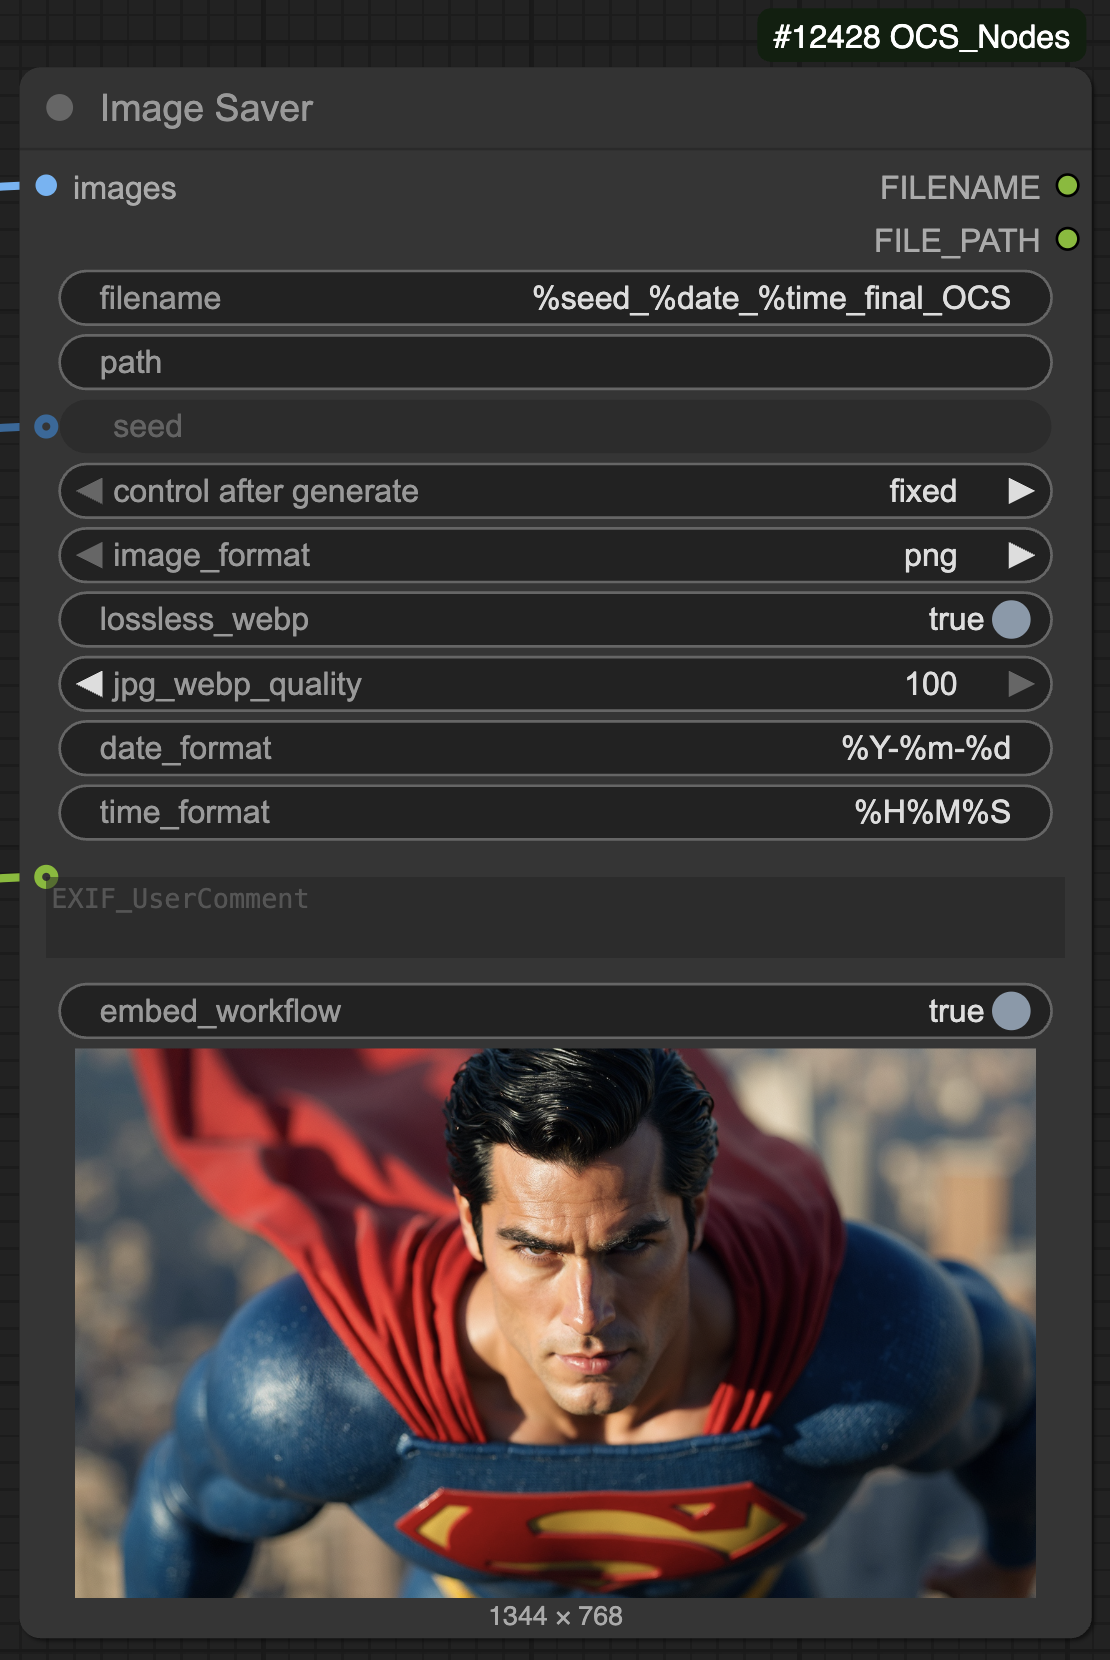 #12428 OCS_Nodes
Image Saver
images
FILENAME
FILE_PATH
filename %seed_%date_%time_final_OCS
path
seed
control after generate fixed
image_format png
lossless_webp true
jpg_webp_quality 100
date_format %Y-%m-%d
time_format %H%M%S
EXIF_UserComment
embed_workflow true
S
1344 × 768